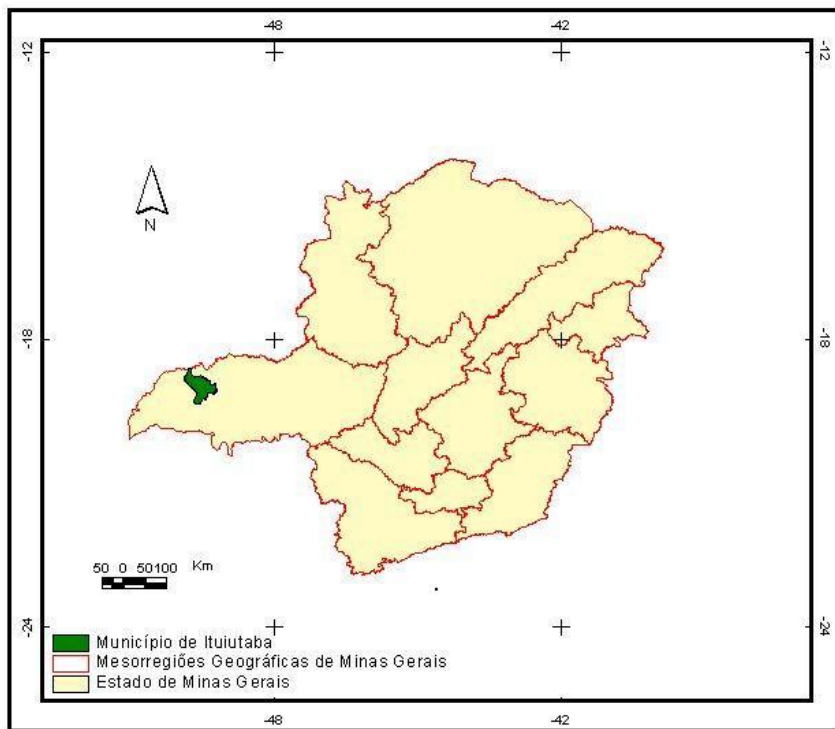 -48 -42
-12 -12
N
-18 -18
50 0 50100 Km
-24 -24
Município de Ituiutaba
Mesorregiões Geográficas de Minas Gerais
Estado de Minas Gerais
-48 -42